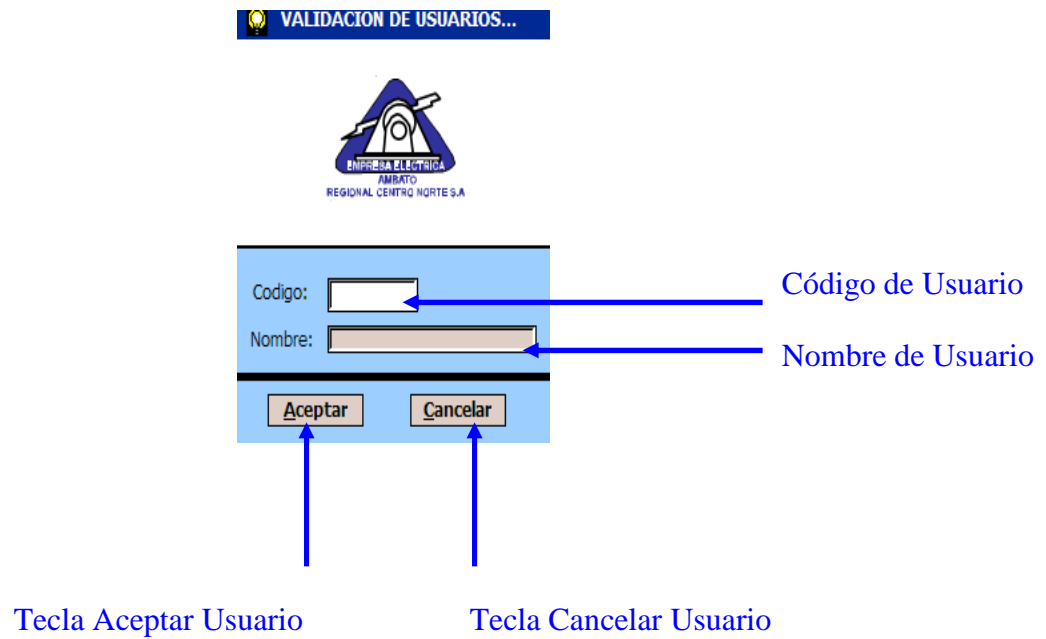 VALIDACION DE USUARIOS...
EMPRESA ELECTRICA
AMBATO
REGIONAL CENTRO NORTE S.A
Codigo:
Código de Usuario
Nombre:
Nombre de Usuario
Aceptar
Cancelar
Tecla Aceptar Usuario
Tecla Cancelar Usuario